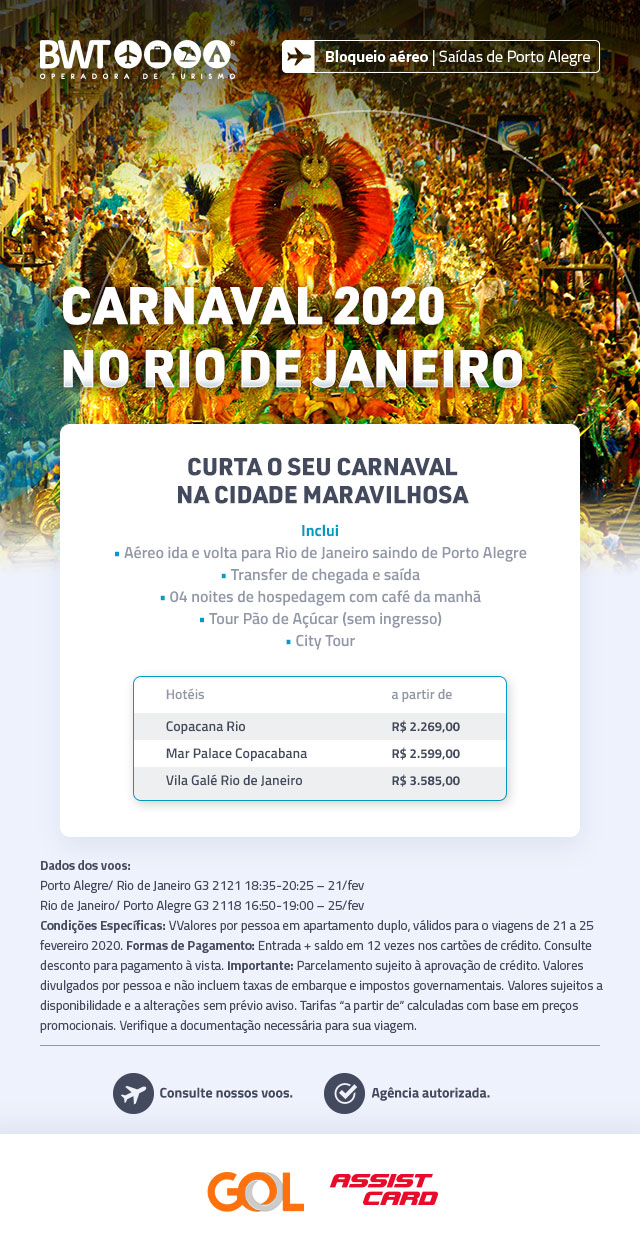 BWT
OPERADORA DE TURISMO
Bloqueio aéreo | Saídas de Porto Alegre
CARNAVAL 2020
NO RIO DE JANEIRO
CURTA O SEU CARNAVAL
NA CIDADE MARAVILHOSA
Inclui
▪ Aéreo ida e volta para Rio de Janeiro saindo de Porto Alegre
▪ Transfer de chegada e saída
▪ 04 noites de hospedagem com café da manhã
▪ Tour Pão de Açúcar (sem ingresso)
▪ City Tour
Hotéis a partir de
Copacana Rio R$ 2.269,00
Mar Palace Copacabana R$ 2.599,00
Vila Galé Rio de Janeiro R$ 3.585,00
Dados dos voos:
Porto Alegre/ Rio de Janeiro G3 2121 18:35-20:25 – 21/fev
Rio de Janeiro/ Porto Alegre G3 2118 16:50-19:00 – 25/fev
Condições Específicas: VValores por pessoa em apartamento duplo, válidos para o viagens de 21 a 25
fevereiro 2020. Formas de Pagamento: Entrada + saldo em 12 vezes nos cartões de crédito. Consulte
desconto para pagamento à vista. Importante: Parcelamento sujeito à aprovação de crédito. Valores
divulgados por pessoa e não incluem taxas de embarque e impostos governamentais. Valores sujeitos a
disponibilidade e a alterações sem prévio aviso. Tarifas “a partir de” calculadas com base em preços
promocionais. Verifique a documentação necessária para sua viagem.
Consulte nossos voos. Agência autorizada.
GOL ASSIST
CARD